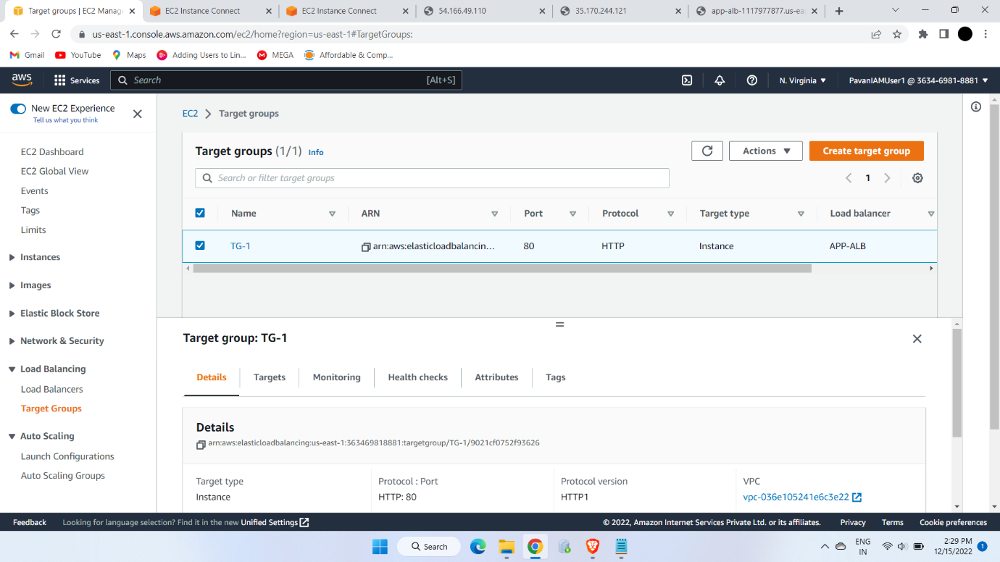 Target groups | EC2 Manag
EC2 Instance Connect
EC2 Instance Connect
54.166.49.110
35.170.244.121
app-alb-1117977877.us-ea
us-east-1.console.aws.amazon.com/ec2/home?region=us-east-1#TargetGroups:
Gmail YouTube Maps Adding Users to Lin... MEGA Affordable & Comp...
aws Services Search [Alt+S] N. Virginia ▼ PavanIAMUser1 @ 3634-6981-8881 ▼
New EC2 Experience
Tell us what you think
EC2 Dashboard
EC2 Global View
Events
Tags
Limits
Instances
Images
Elastic Block Store
Network & Security
Load Balancing
Load Balancers
Target Groups
Auto Scaling
Launch Configurations
Auto Scaling Groups
EC2 > Target groups
Target groups (1/1) Info
Actions ▼ Create target group
Search or filter target groups
1
Name ARN Port Protocol Target type Load balancer
TG-1 arn:aws:elasticloadbalancin... 80 HTTP Instance APP-ALB
Target group: TG-1
Details Targets Monitoring Health checks Attributes Tags
Details
arn:aws:elasticloadbalancing:us-east-1:363469818881:targetgroup/TG-1/9021cf0752f93626
Target type Protocol : Port Protocol version VPC
Instance HTTP: 80 HTTP1 vpc-036e105241e6c3e22
Feedback Looking for language selection? Find it in the new Unified Settings © 2022, Amazon Internet Services Private Ltd. or its affiliates. Privacy Terms Cookie preferences
Search
ENG
IN
2:29 PM
12/15/2022
1